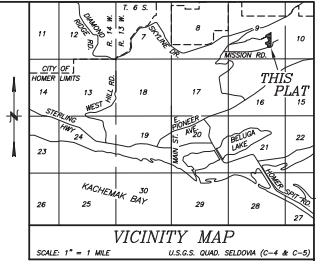 T. 6 S.
R. 14 W.
R. 13 W.
DIAMOND RIDGE RD.
SKYLINE DR.
11
12
7
8
9
10
MISSION RD.
THIS PLAT
CITY OF HOMER LIMITS
14
13
WEST HILL RD.
18
17
16
15
STERLING HWY
E. PIONEER AVE.
MAIN ST.
BELUGA LAKE
23
24
19
20
21
22
HOMER SPIT RD.
KACHEMAK BAY
26
25
30
29
28
27
VICINITY MAP
SCALE: 1" = 1 MILE U.S.G.S. QUAD. SELDOVIA (C-4 & C-5)